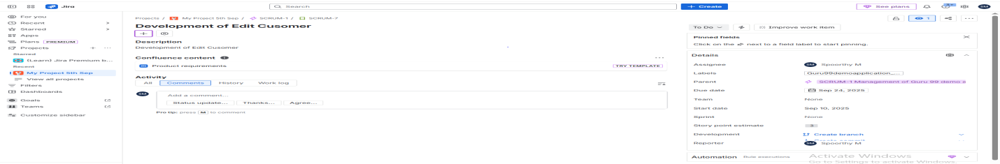 Jira
Search
+ Create
See plans
3+
SM
For you
Recent
Starred
Apps
Plans PREMIUM
Projects
Starred
(Learn) Jira Premium b...
Recent
My Project 5th Sep
View all projects
Filters
Dashboards
Goals
Teams
Customize sidebar
Projects / My Project 5th Sep / SCRUM-1 / SCRUM-7
Development of Edit Cusomer
Description
Development of Edit Cusomer
Confluence content
Product requirements
TRY TEMPLATE
Activity
All Comments History Work log
SM
Add a comment...
Status update... Thanks... Agree...
Pro tip: press M to comment
1
To Do
Improve work item
Pinned fields
Click on the next to a field label to start pinning.
Details
Assignee SM Spoorthy M
Labels Guru99demoapplication_...
Parent SCRUM-1 Management of Guru 99 demo a
Due date Sep 24, 2025
Team None
Start date Sep 10, 2025
Sprint None
Story point estimate 5
Development Create branch
Create commit
Reporter SM Spoorthy M
Automation Rule executions
Activate Windows
Go to Settings to activate Windows.